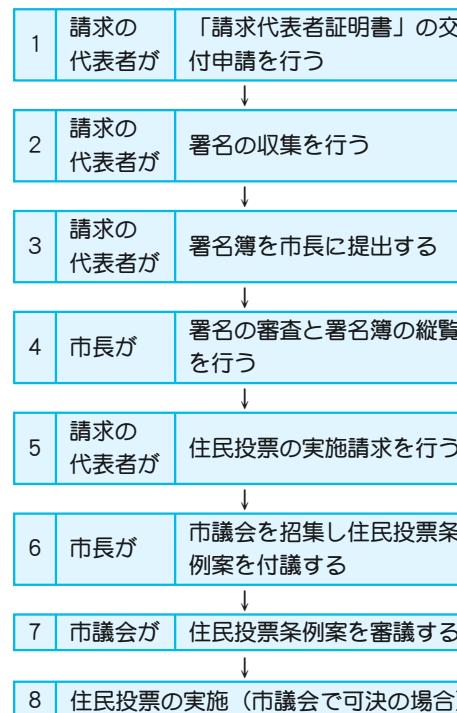 1 請求の 代表者が 「請求代表者証明書」の交
付申請を行う
↓
2 請求の 代表者が 署名の収集を行う
↓
3 請求の 代表者が 署名簿を市長に提出する
↓
4 市長が 署名の審査と署名簿の縦覧
を行う
↓
5 請求の 代表者が 住民投票の実施請求を行う
↓
6 市長が 市議会を招集し住民投票条
例案を付議する
↓
7 市議会が 住民投票条例案を審議する
↓
8 住民投票の実施（市議会で可決の場合）